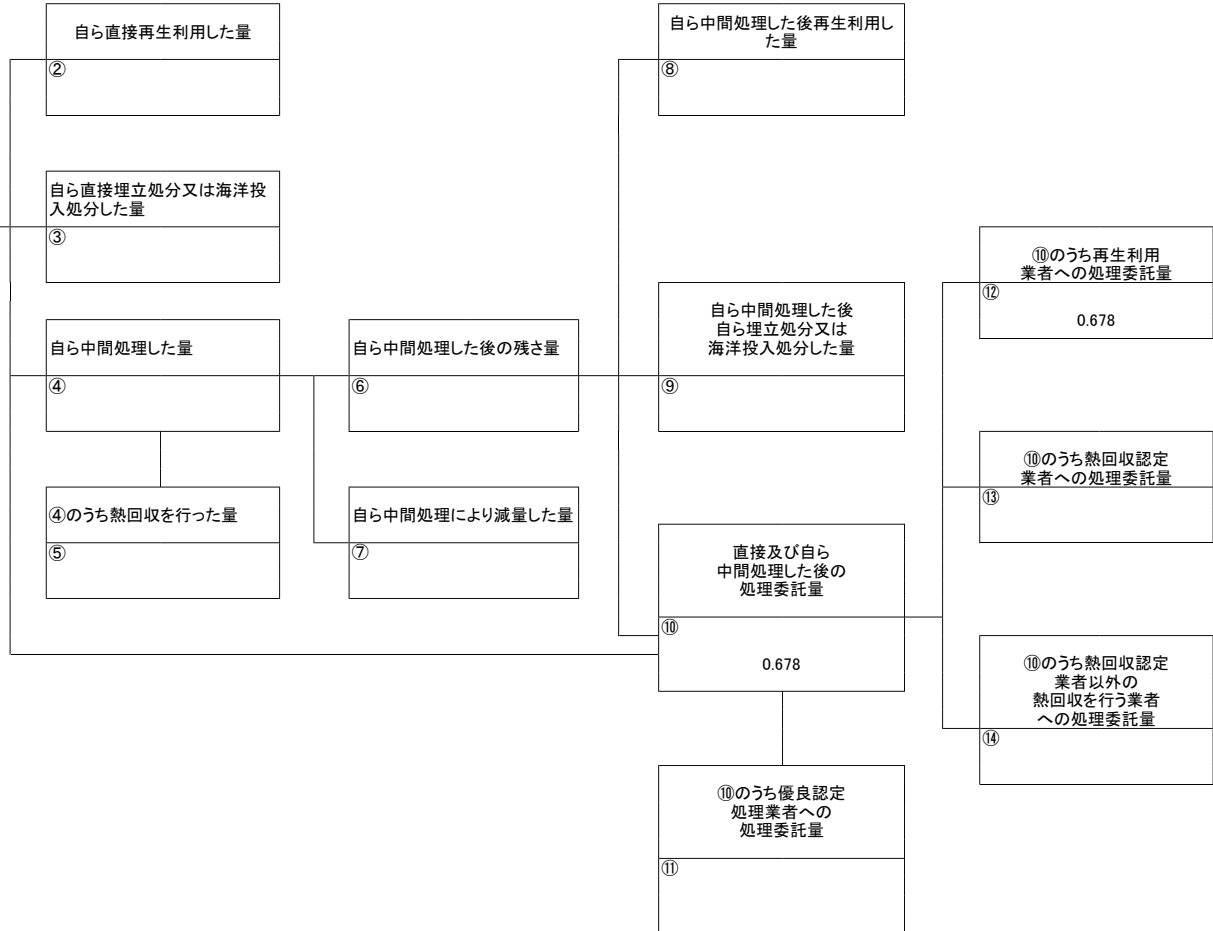 自ら直接再生利用した量
②
自ら中間処理した後再生利用し
た量
⑧
自ら直接埋立処分又は海洋投
入処分した量
③
⑩のうち再生利用
業者への処理委託量
⑫
0.678
自ら中間処理した量
④
自ら中間処理した後の残さ量
⑥
自ら中間処理した後
自ら埋立処分又は
海洋投入処分した量
⑨
⑩のうち熱回収認定
業者への処理委託量
⑬
④のうち熱回収を行った量
⑤
自ら中間処理により減量した量
⑦
直接及び自ら
中間処理した後の
処理委託量
⑩
0.678
⑩のうち熱回収認定
業者以外の
熱回収を行う業者
への処理委託量
⑭
⑩のうち優良認定
処理業者への
処理委託量
⑪